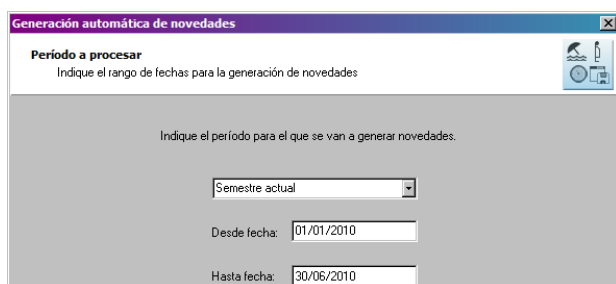 Generación automática de novedades
Período a procesar
Indique el rango de fechas para la generación de novedades
Indique el período para el que se van a generar novedades.
Semestre actual
Desde fecha: 01/01/2010
Hasta fecha: 30/06/2010